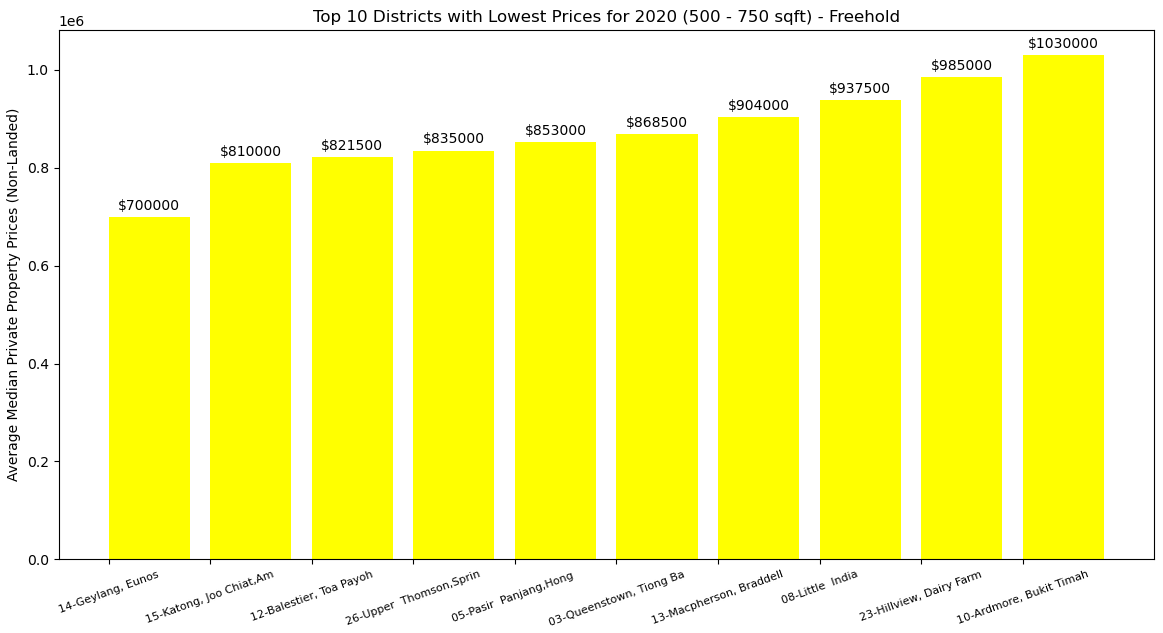 Top 10 Districts with Lowest Prices for 2020 (500 - 750 sqft) - Freehold
1e6
Average Median Private Property Prices (Non-Landed)
1.0
0.8
0.6
0.4
0.2
0.0
$700000
$810000
$821500
$835000
$853000
$868500
$904000
$937500
$985000
$1030000
14-Geylang, Eunos
15-Katong, Joo Chiat,Am
12-Balestier, Toa Payoh
26-Upper  Thomson,Sprin
05-Pasir  Panjang,Hong
03-Queenstown, Tiong Ba
13-Macpherson, Braddell
08-Little  India
23-Hillview, Dairy Farm
10-Ardmore, Bukit Timah